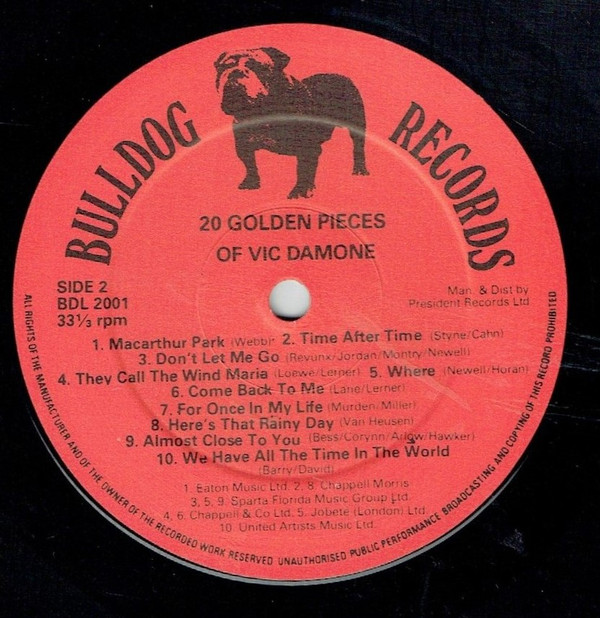 BULLDOG RECORDS
20 GOLDEN PIECES
OF VIC DAMONE
SIDE 2
BDL 2001
33⅓ rpm
Man. & Dist by
President Records Ltd
1. Macarthur Park (Webb) 2. Time After Time (Styne/Cahn)
3. Don't Let Me Go (Revunx/Jordan/Montry/Newell)
4. They Call The Wind Maria (Loewe/Lerner) 5. Where (Newell/Horan)
6. Come Back To Me (Lane/Lerner)
7. For Once In My Life (Murden/Miller)
8. Here's That Rainy Day (Van Heusen)
9. Almost Close To You (Bess/Corynn/Arlow/Hawker)
10. We Have All The Time In The World
(Barry/David)
1. Eaton Music Ltd. 2, 8. Chappell Morris
3, 5, 9. Sparta Florida Music Group Ltd.
4, 6. Chappell & Co Ltd. 5. Jobete (London) Ltd.
10. United Artists Music Ltd.
ALL RIGHTS OF THE MANUFACTURER AND OF THE OWNER OF THE RECORDED WORK RESERVED UNAUTHORISED PUBLIC PERFORMANCE BROADCASTING AND COPYING OF THIS RECORD PROHIBITED